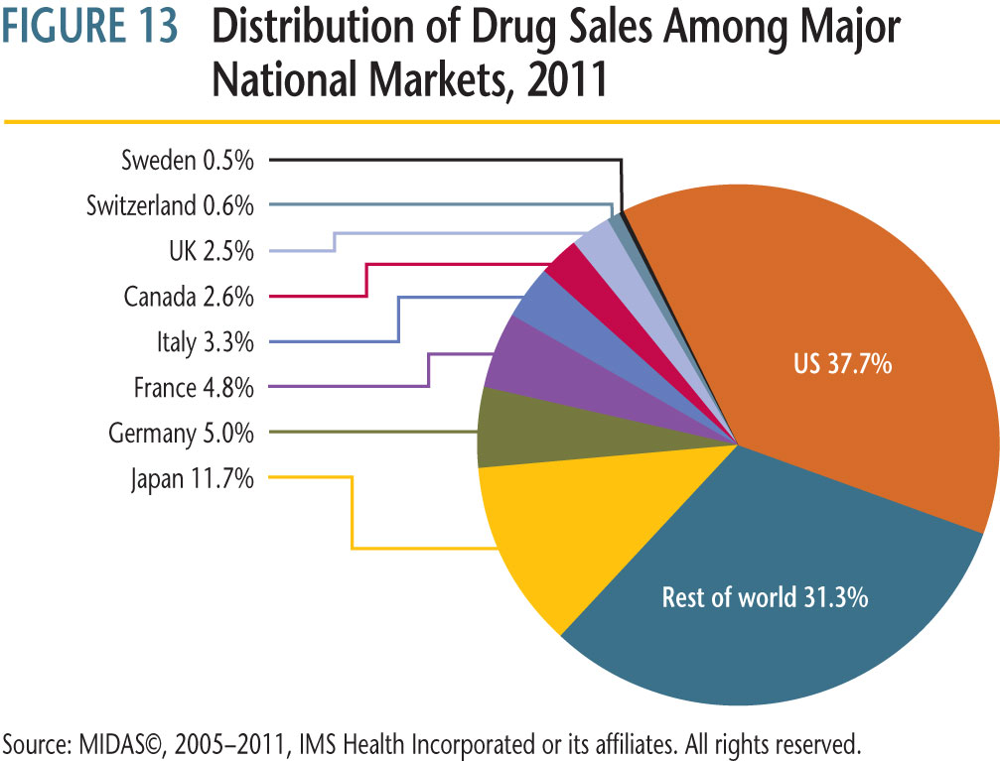 FIGURE 13 Distribution of Drug Sales Among Major
National Markets, 2011
Sweden 0.5%
Switzerland 0.6%
UK 2.5%
Canada 2.6%
Italy 3.3%
France 4.8%
Germany 5.0%
Japan 11.7%
US 37.7%
Rest of world 31.3%
Source: MIDAS©, 2005–2011, IMS Health Incorporated or its affiliates. All rights reserved.